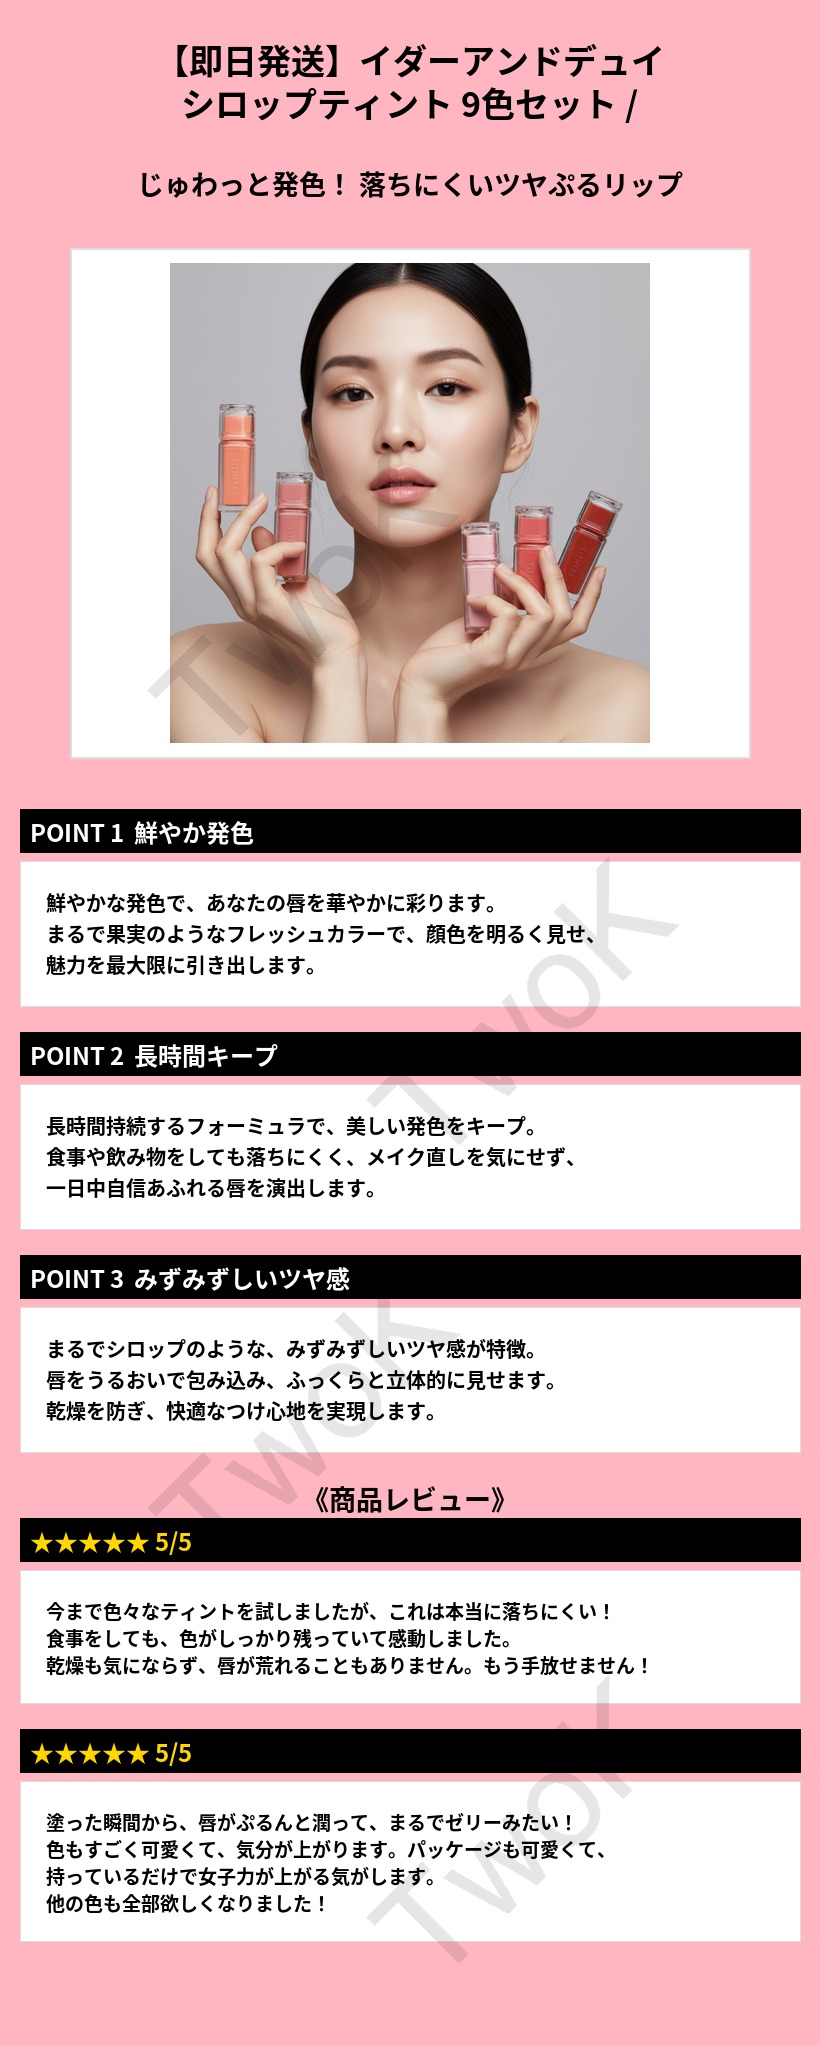 【即日発送】イダーアンドデュイ
シロップティント 9色セット /
じゅわっと発色！ 落ちにくいツヤぷるリップ
TwoK
POINT 1 鮮やか発色
鮮やかな発色で、あなたの唇を華やかに彩ります。
まるで果実のようなフレッシュカラーで、顔色を明るく見せ、
魅力を最大限に引き出します。
TwoK
POINT 2 長時間キープ
長時間持続するフォーミュラで、美しい発色をキープ。
食事や飲み物をしても落ちにくく、メイク直しを気にせず、
一日中自信あふれる唇を演出します。
POINT 3 みずみずしいツヤ感
まるでシロップのような、みずみずしいツヤ感が特徴。
唇をうるおいで包み込み、ふっくらと立体的に見せます。
乾燥を防ぎ、快適なつけ心地を実現します。
TwoK
《商品レビュー》
★★★★★ 5/5
今まで色々なティントを試しましたが、これは本当に落ちにくい！
食事をしても、色がしっかり残っていて感動しました。
乾燥も気にならず、唇が荒れることもありません。もう手放せません！
★★★★★ 5/5
塗った瞬間から、唇がぷるんと潤って、まるでゼリーみたい！
色もすごく可愛くて、気分が上がります。パッケージも可愛くて、
持っているだけで女子力が上がる気がします。
他の色も全部欲しくなりました！
TwoK